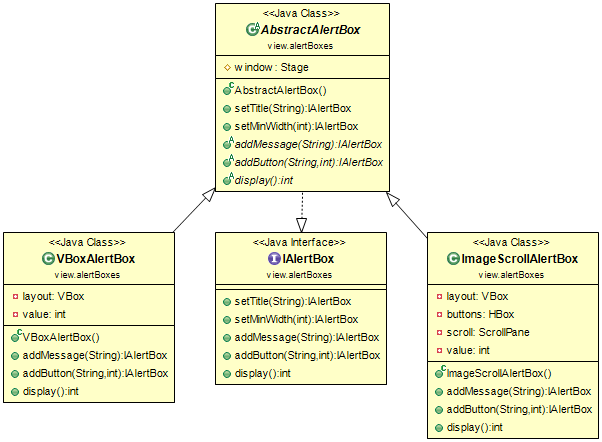 <<Java Class>>
AbstractAlertBox
view.alertBoxes
window: Stage
AbstractAlertBox()
setTitle(String):IAlertBox
setMinWidth(int):IAlertBox
addMessage(String):IAlertBox
addButton(String,int):IAlertBox
display():int
<<Java Class>>
VBoxAlertBox
view.alertBoxes
layout: VBox
value: int
VBoxAlertBox()
addMessage(String):IAlertBox
addButton(String,int):IAlertBox
display():int
<<Java Interface>>
IAlertBox
view.alertBoxes
setTitle(String):IAlertBox
setMinWidth(int):IAlertBox
addMessage(String):IAlertBox
addButton(String,int):IAlertBox
display():int
<<Java Class>>
ImageScrollAlertBox
view.alertBoxes
layout: VBox
buttons: HBox
scroll: ScrollPane
value: int
ImageScrollAlertBox()
addMessage(String):IAlertBox
addButton(String,int):IAlertBox
display():int